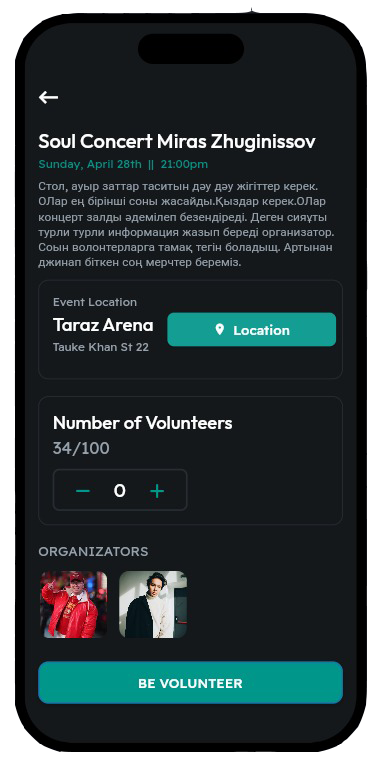 Soul Concert Miras Zhuginissov
Sunday, April 28th || 21:00pm
Стол, ауыр заттар таситын дәу дәу жігіттер керек.
ОЛар ең бірінші соны жасайды.Қыздар керек.ОЛар
концерт залды әдемілеп безендіреді. Деген сияұты
турли турли информация жазып береді организатор.
Соын волонтерларга тамақ тегін боладыщ. Артынан
джинап біткен соң мерчтер береміз.
Event Location
Taraz Arena
Location
Tauke Khan St 22
Number of Volunteers
34/100
− 0 +
ORGANIZATORS
BE VOLUNTEER